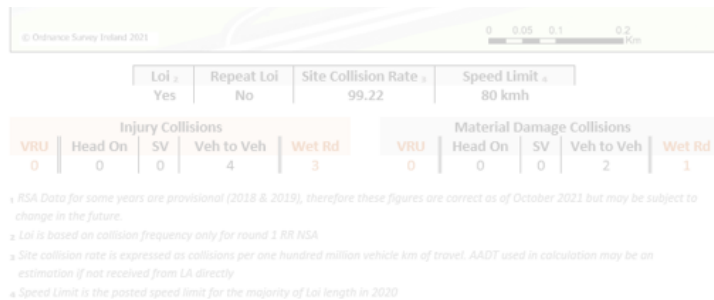 © Ordnance Survey Ireland 2021
0 0.05 0.1 0.2
Km
LoI 2 Repeat LoI Site Collision Rate 3 Speed Limit 4
Yes No 99.22 80 kmh
Injury Collisions
VRU Head On SV Veh to Veh Wet Rd
0 0 0 4 3
Material Damage Collisions
VRU Head On SV Veh to Veh Wet Rd
0 0 0 2 1
1 RSA Data for some years are provisional (2018 & 2019), therefore these figures are correct as of October 2021 but may be subject to
change in the future.
2 LoI is based on collision frequency only for round 1 RR NSA
3 Site collision rate is expressed as collisions per one hundred million vehicle km of travel. AADT used in calculation may be an
estimation if not received from LA directly
4 Speed Limit is the posted speed limit for the majority of LoI length in 2020